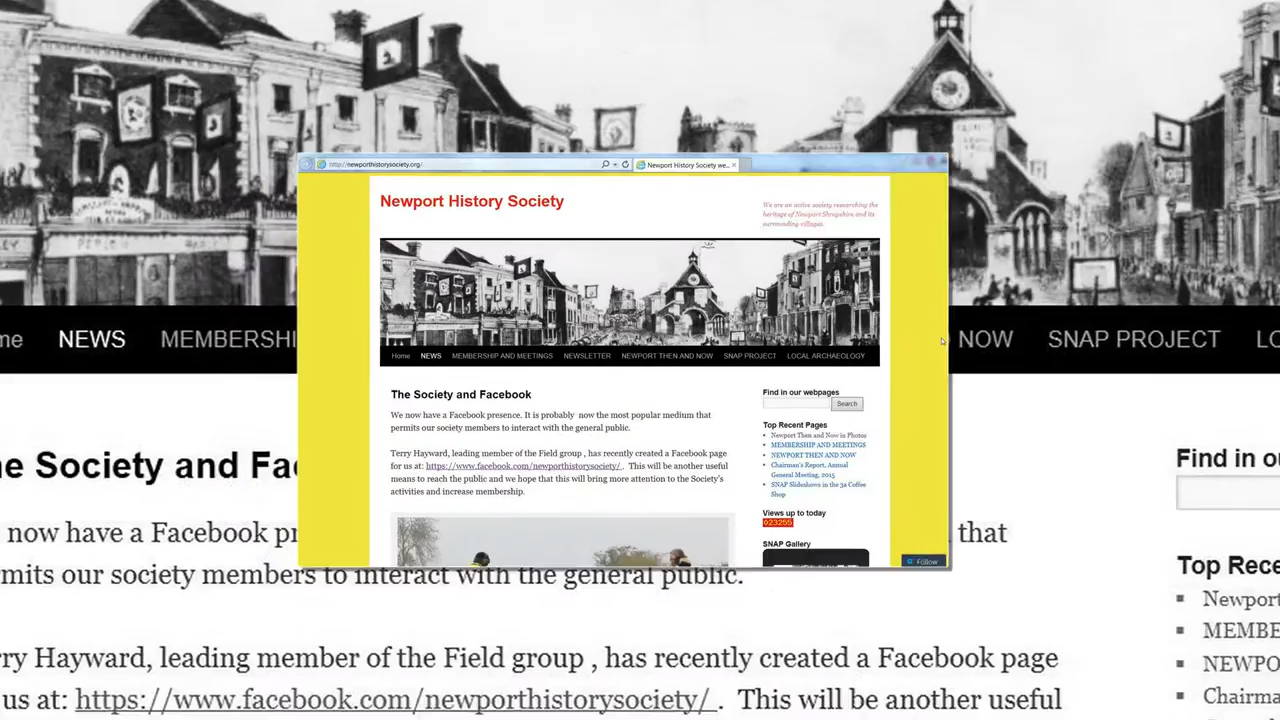 http://newporthistorysociety.org/
Newport History Society we...
Newport History Society
We are an active society researching the
heritage of Newport Shropshire and its
surrounding villages.
Home NEWS MEMBERSHIP AND MEETINGS NEWSLETTER NEWPORT THEN AND NOW SNAP PROJECT LOCAL ARCHAEOLOGY
The Society and Facebook
We now have a Facebook presence. It is probably now the most popular medium that
permits our society members to interact with the general public.
Terry Hayward, leading member of the Field group , has recently created a Facebook page
for us at: https://www.facebook.com/newporthistorysociety/ . This will be another useful
means to reach the public and we hope that this will bring more attention to the Society's
activities and increase membership.
Find in our webpages
Search
Top Recent Pages
Newport Then and Now in Photos
MEMBERSHIP AND MEETINGS
NEWPORT THEN AND NOW
Chairman's Report, Annual
General Meeting, 2015
SNAP Slideshows in the 3a Coffee
Shop
Views up to today
023255
SNAP Gallery
Follow
me NEWS MEMBERSHI NOW SNAP PROJECT LO
e Society and Fa
now have a Facebook pr that
rmits our society members to interact with the general public.
rry Hayward, leading member of the Field group , has recently created a Facebook page
us at: https://www.facebook.com/newporthistorysociety/ . This will be another useful
Find in ou
Top Rece
Newport
MEMBE
NEWPO
Chairma